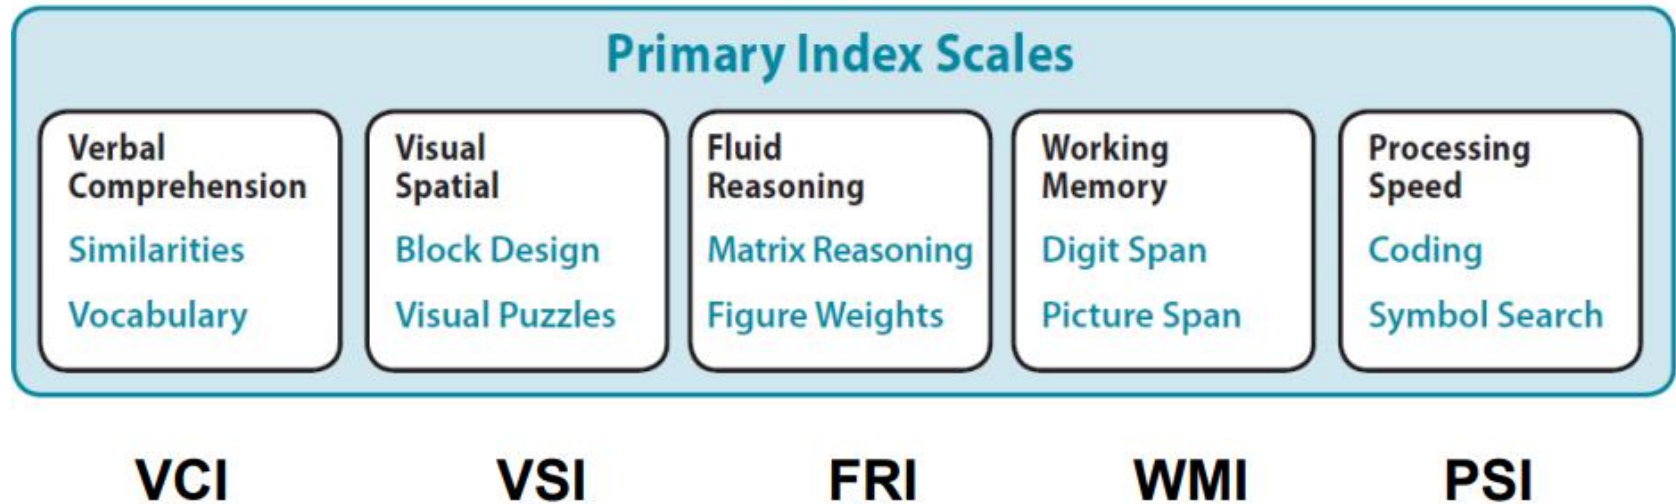 Primary Index Scales
Verbal
Comprehension
Similarities
Vocabulary
Visual
Spatial
Block Design
Visual Puzzles
Fluid
Reasoning
Matrix Reasoning
Figure Weights
Working
Memory
Digit Span
Picture Span
Processing
Speed
Coding
Symbol Search
VCI
VSI
FRI
WMI
PSI